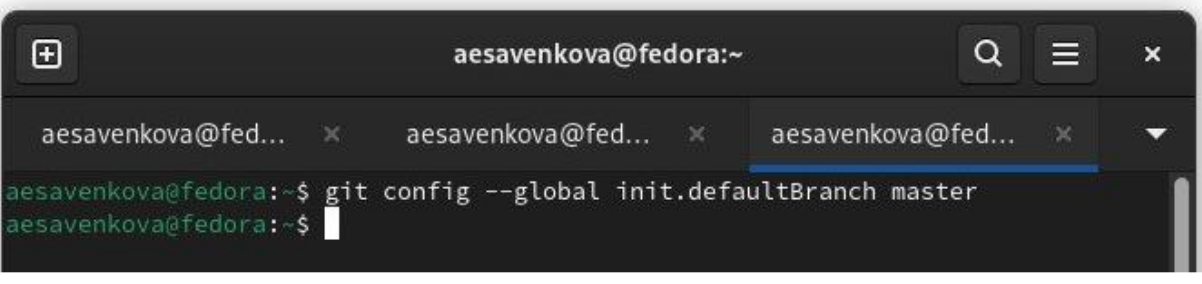 aesavenkova@fedora:~
aesavenkova@fed... aesavenkova@fed... aesavenkova@fed...
aesavenkova@fedora:~$ git config --global init.defaultBranch master
aesavenkova@fedora:~$